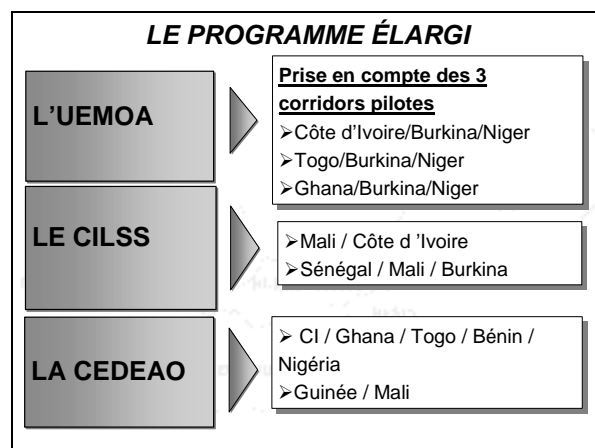 LE PROGRAMME ÉLARGI
L'UEMOA
Prise en compte des 3
corridors pilotes
➢Côte d'Ivoire/Burkina/Niger
➢Togo/Burkina/Niger
➢Ghana/Burkina/Niger
LE CILSS
➢Mali / Côte d 'Ivoire
➢Sénégal / Mali / Burkina
LA CEDEAO
➢ CI / Ghana / Togo / Bénin /
Nigéria
➢Guinée / Mali